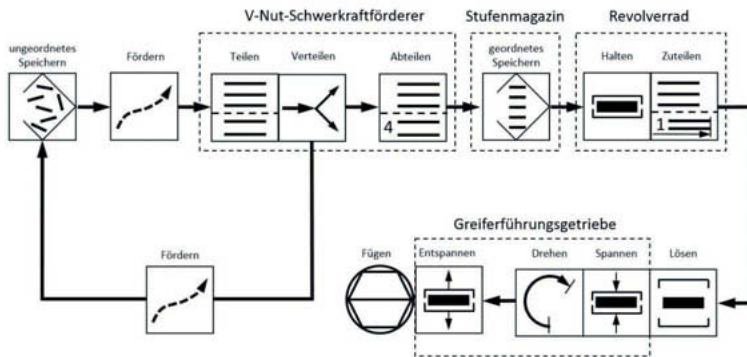 V-Nut-Schwerkraftförderer
Stufenmagazin
Revolverrad
ungeordnetes
Speichern
Fördern
Teilen
Verteilen
Abteilen
geordnetes
Speichern
Halten
Zuteilen
4
1
Greiferführungsgetriebe
Fördern
Fügen
Entspannen
Drehen
Spannen
Lösen